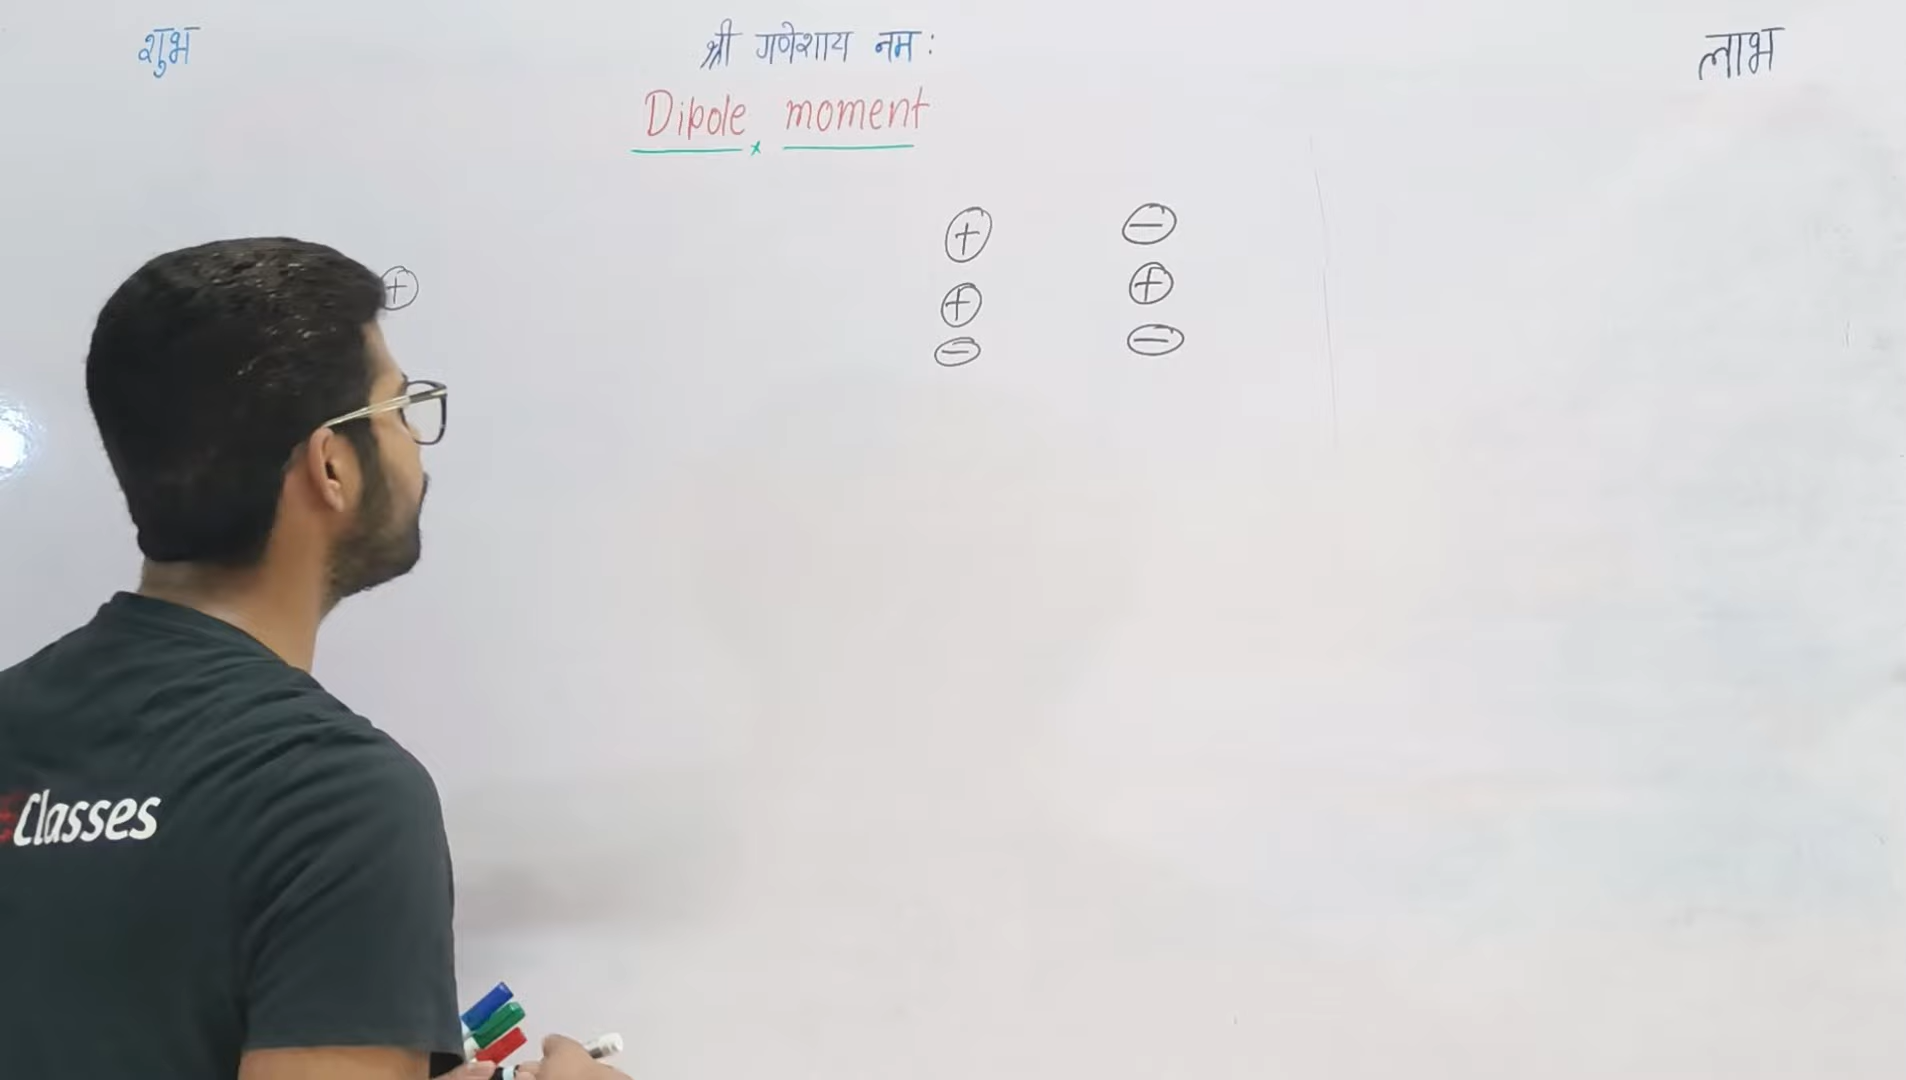 शुभ श्री गणेशाय नम: लाभ
Dipole moment
+ -
+ + +
- -
Classes